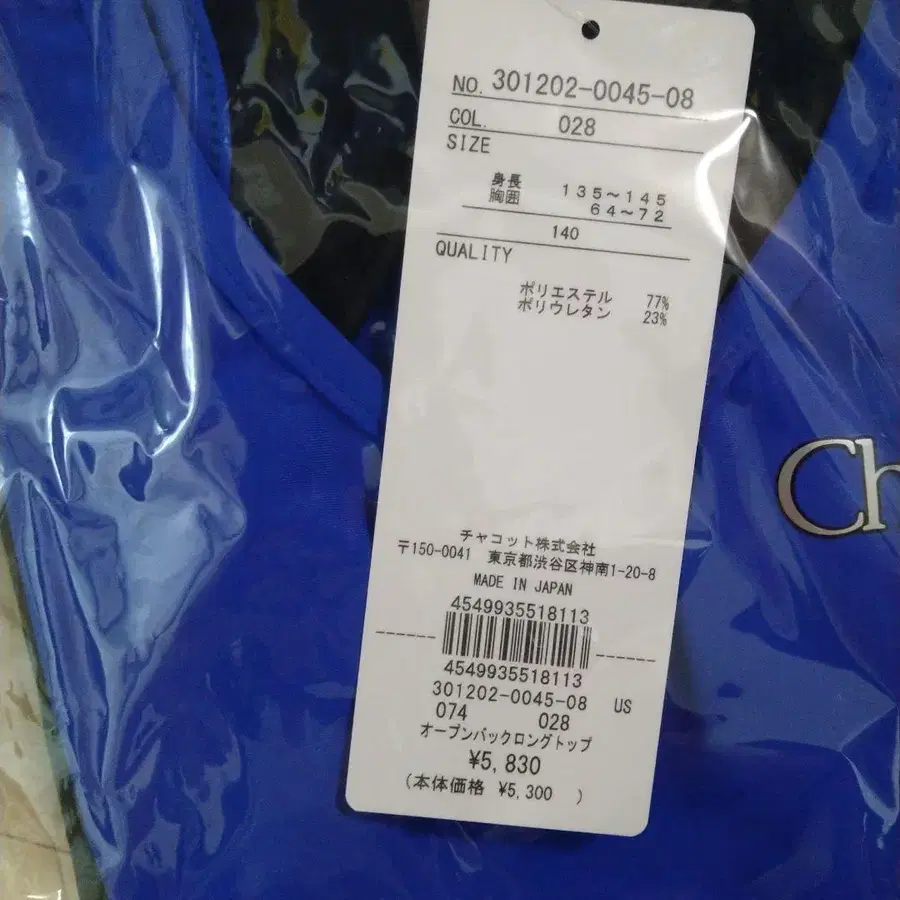 NO. 301202-0045-08
COL. 028
SIZE
身長 135～145
胸囲 64～72
140
QUALITY
ポリエステル 77%
ポリウレタン 23%
Ch
チャコット株式会社
〒150-0041 東京都渋谷区神南1-20-8
MADE IN JAPAN
4549935518113
4549935518113
301202-0045-08 US
074 028
オープンバックロングトップ
¥5,830
(本体価格 ¥5,300 )